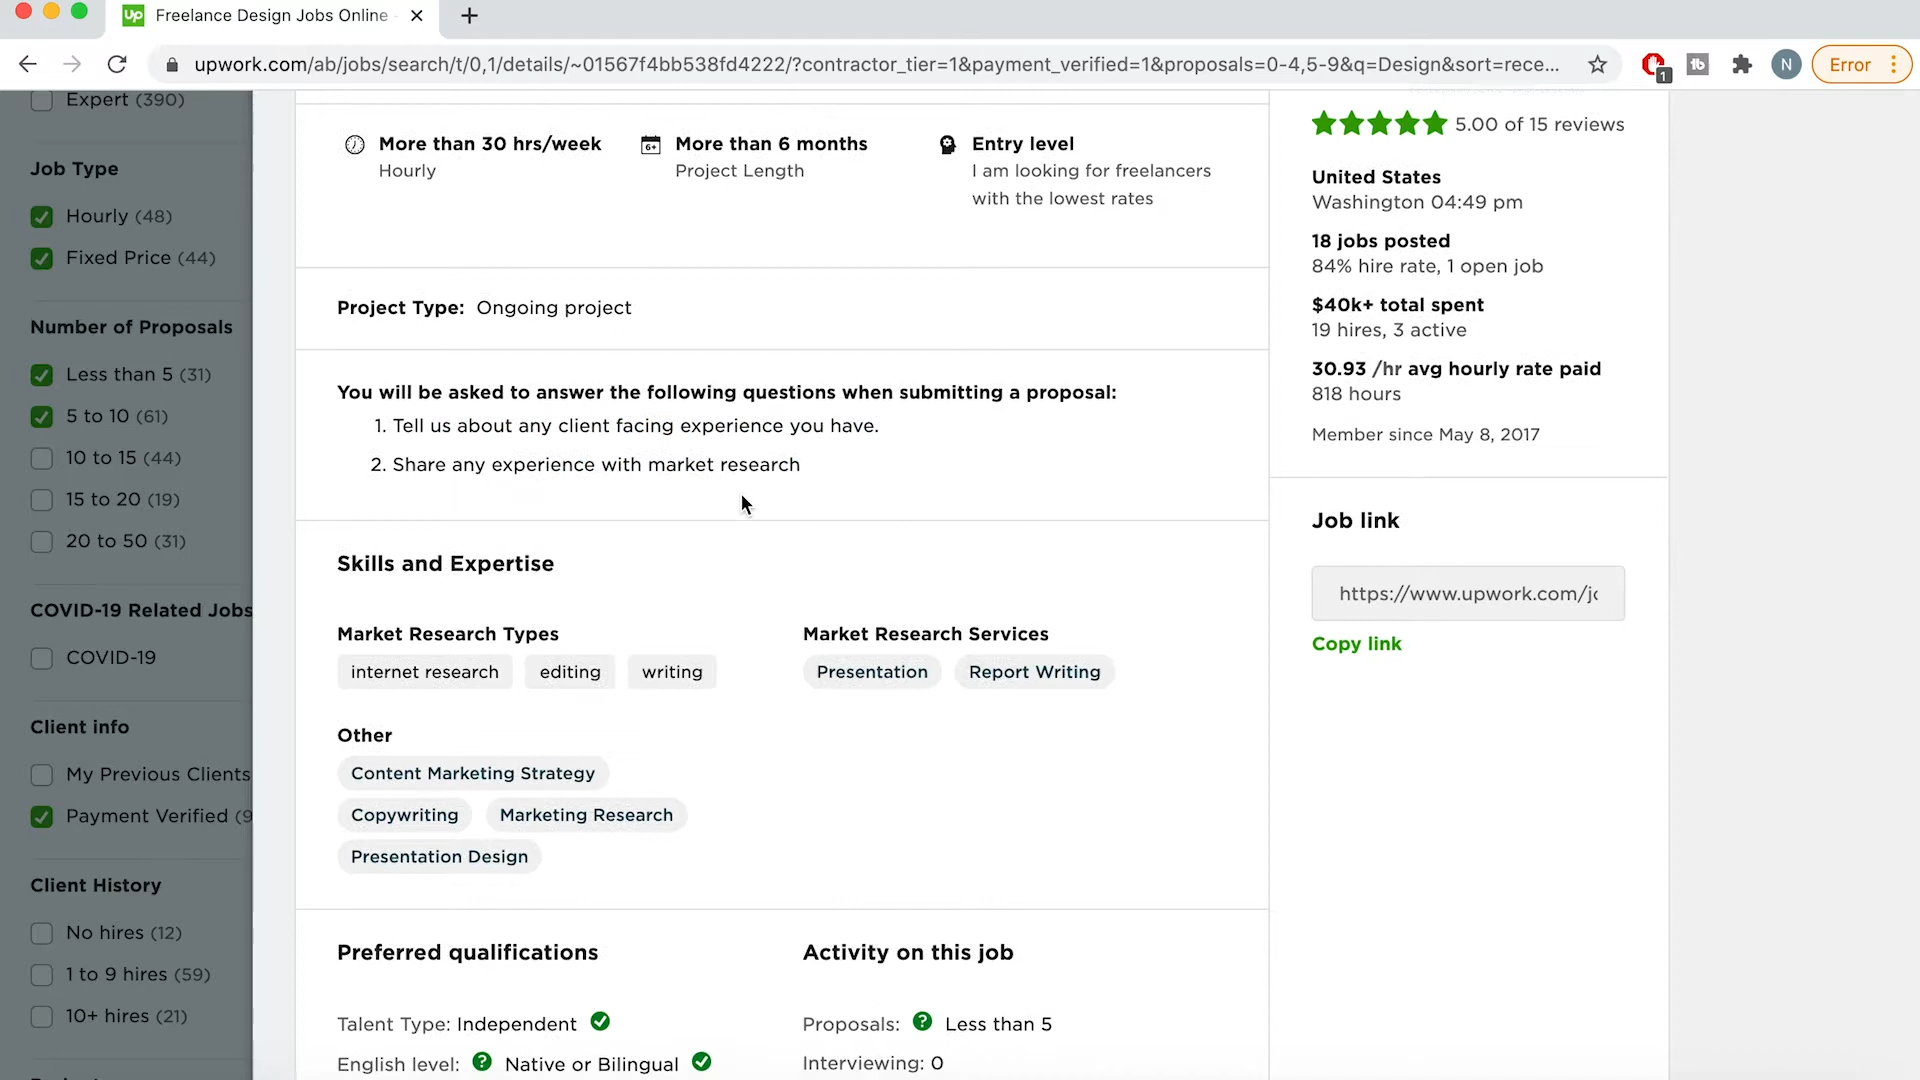 Up Freelance Design Jobs Online
upwork.com/ab/jobs/search/t/0,1/details/~01567f4bb538fd4222/?contractor_tier=1&payment_verified=1&proposals=0-4,5-9&q=Design&sort=rece...
1
N
Error
Expert (390)
Job Type
Hourly (48)
Fixed Price (44)
Number of Proposals
Less than 5 (31)
5 to 10 (61)
10 to 15 (44)
15 to 20 (19)
20 to 50 (31)
COVID-19 Related Jobs
COVID-19
Client info
My Previous Clients
Payment Verified (9
Client History
No hires (12)
1 to 9 hires (59)
10+ hires (21)
More than 30 hrs/week
Hourly
6+
More than 6 months
Project Length
Entry level
I am looking for freelancers
with the lowest rates
Project Type: Ongoing project
You will be asked to answer the following questions when submitting a proposal:
1. Tell us about any client facing experience you have.
2. Share any experience with market research
Skills and Expertise
Market Research Types
internet research editing writing
Market Research Services
Presentation Report Writing
Other
Content Marketing Strategy
Copywriting Marketing Research
Presentation Design
Preferred qualifications
Talent Type: Independent
English level: ? Native or Bilingual
Activity on this job
Proposals: ? Less than 5
Interviewing: 0
5.00 of 15 reviews
United States
Washington 04:49 pm
18 jobs posted
84% hire rate, 1 open job
$40k+ total spent
19 hires, 3 active
30.93 /hr avg hourly rate paid
818 hours
Member since May 8, 2017
Job link
https://www.upwork.com/jo
Copy link